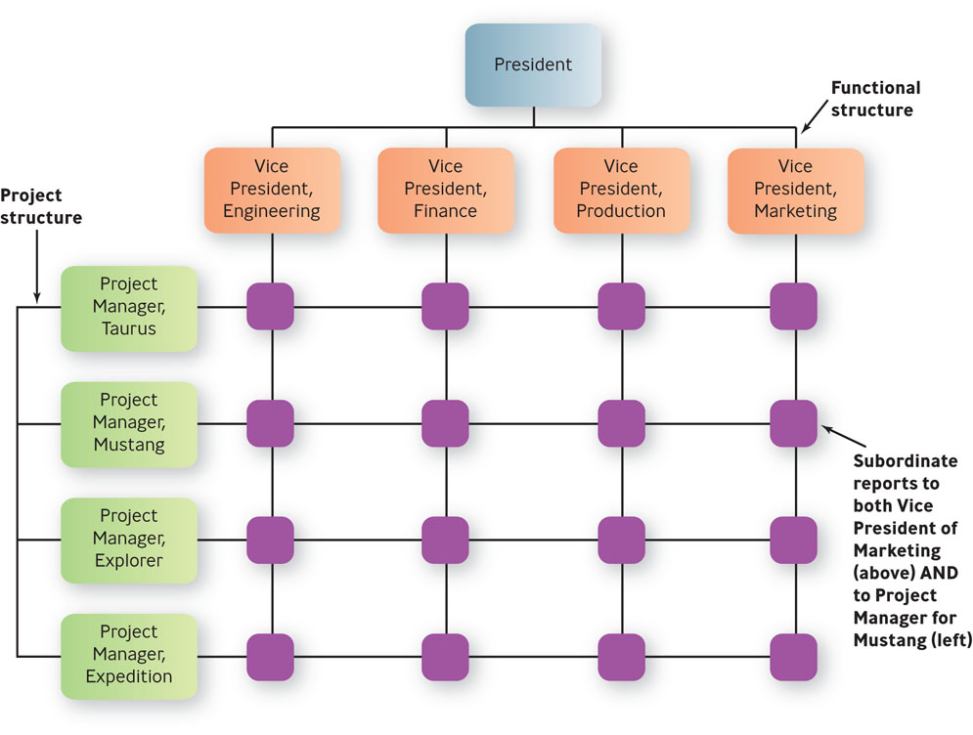 President
Functional
structure
Vice
President,
Engineering
Vice
President,
Finance
Vice
President,
Production
Vice
President,
Marketing
Project
structure
Project
Manager,
Taurus
Project
Manager,
Mustang
Project
Manager,
Explorer
Project
Manager,
Expedition
Subordinate
reports to
both Vice
President of
Marketing
(above) AND
to Project
Manager for
Mustang (left)